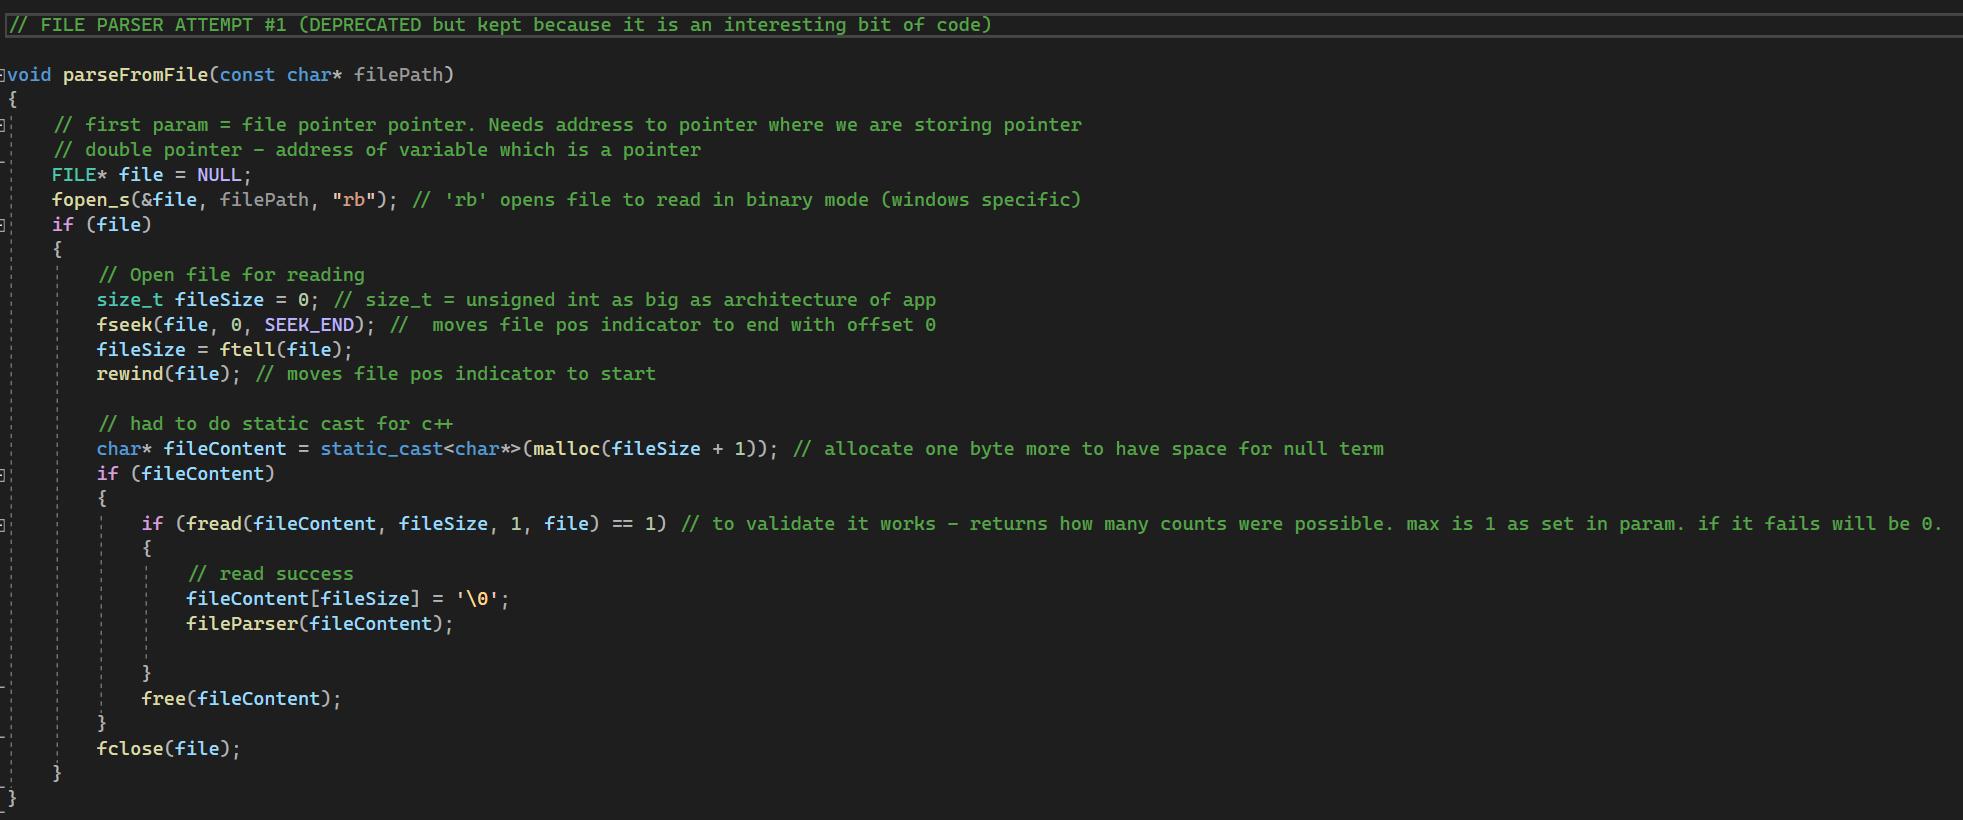 // FILE PARSER ATTEMPT #1 (DEPRECATED but kept because it is an interesting bit of code)
void parseFromFile(const char* filePath)
{
// first param = file pointer pointer. Needs address to pointer where we are storing pointer
// double pointer - address of variable which is a pointer
FILE* file = NULL;
fopen_s(&file, filePath, "rb"); // 'rb' opens file to read in binary mode (windows specific)
if (file)
{
// Open file for reading
size_t fileSize = 0; // size_t = unsigned int as big as architecture of app
fseek(file, 0, SEEK_END); //  moves file pos indicator to end with offset 0
fileSize = ftell(file);
rewind(file); // moves file pos indicator to start
// had to do static cast for c++
char* fileContent = static_cast<char*>(malloc(fileSize + 1)); // allocate one byte more to have space for null term
if (fileContent)
{
if (fread(fileContent, fileSize, 1, file) == 1) // to validate it works - returns how many counts were possible. max is 1 as set in param. if it fails will be 0.
{
// read success
fileContent[fileSize] = '\0';
fileParser(fileContent);
}
free(fileContent);
}
fclose(file);
}
}